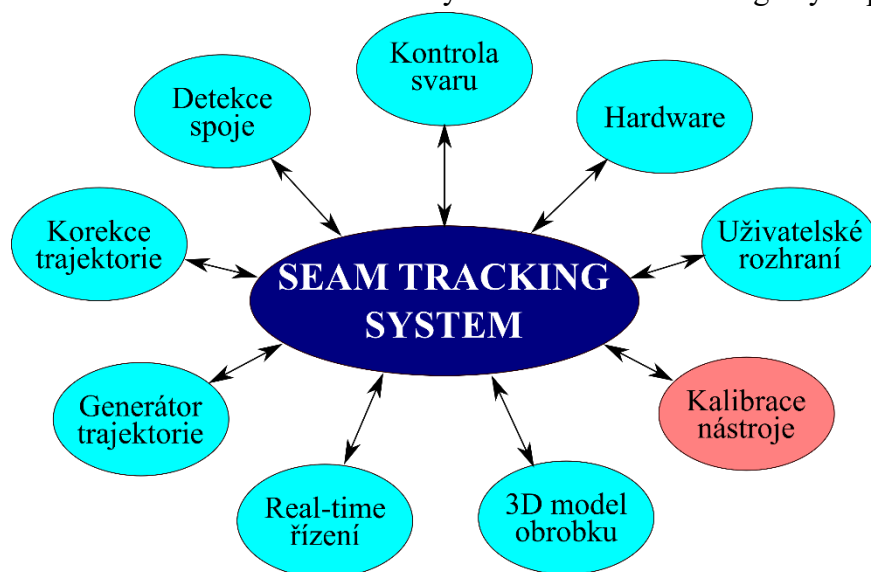 Kontrola
svaru
Detekce
spoje
Hardware
Korekce
trajektorie
Uživatelské
rozhraní
SEAM TRACKING
SYSTEM
Generátor
trajektorie
Kalibrace
nástroje
Real-time
řízení
3D model
obrobku